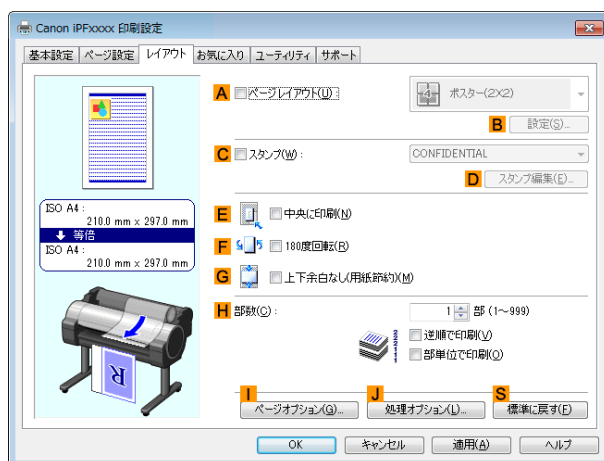 Canon iPFxxxx 印刷設定
基本設定 ページ設定 レイアウト お気に入り ユーティリティ サポート
A ページレイアウト(U) : 4 ポスター(2×2)
B 設定(S)...
C スタンプ(W) : CONFIDENTIAL
D スタンプ編集(E)...
ISO A4 :
210.0 mm x 297.0 mm
等倍
ISO A4 :
210.0 mm x 297.0 mm
E 中央に印刷(N)
F 180度回転(R)
G 上下余白なし(用紙節約)(M)
H 部数(C) : 1 部 (1～999)
逆順で印刷(V)
部単位で印刷(O)
R
I J S
ページオプション(G)... 処理オプション(L)... 標準に戻す(F)
OK キャンセル 適用(A) ヘルプ